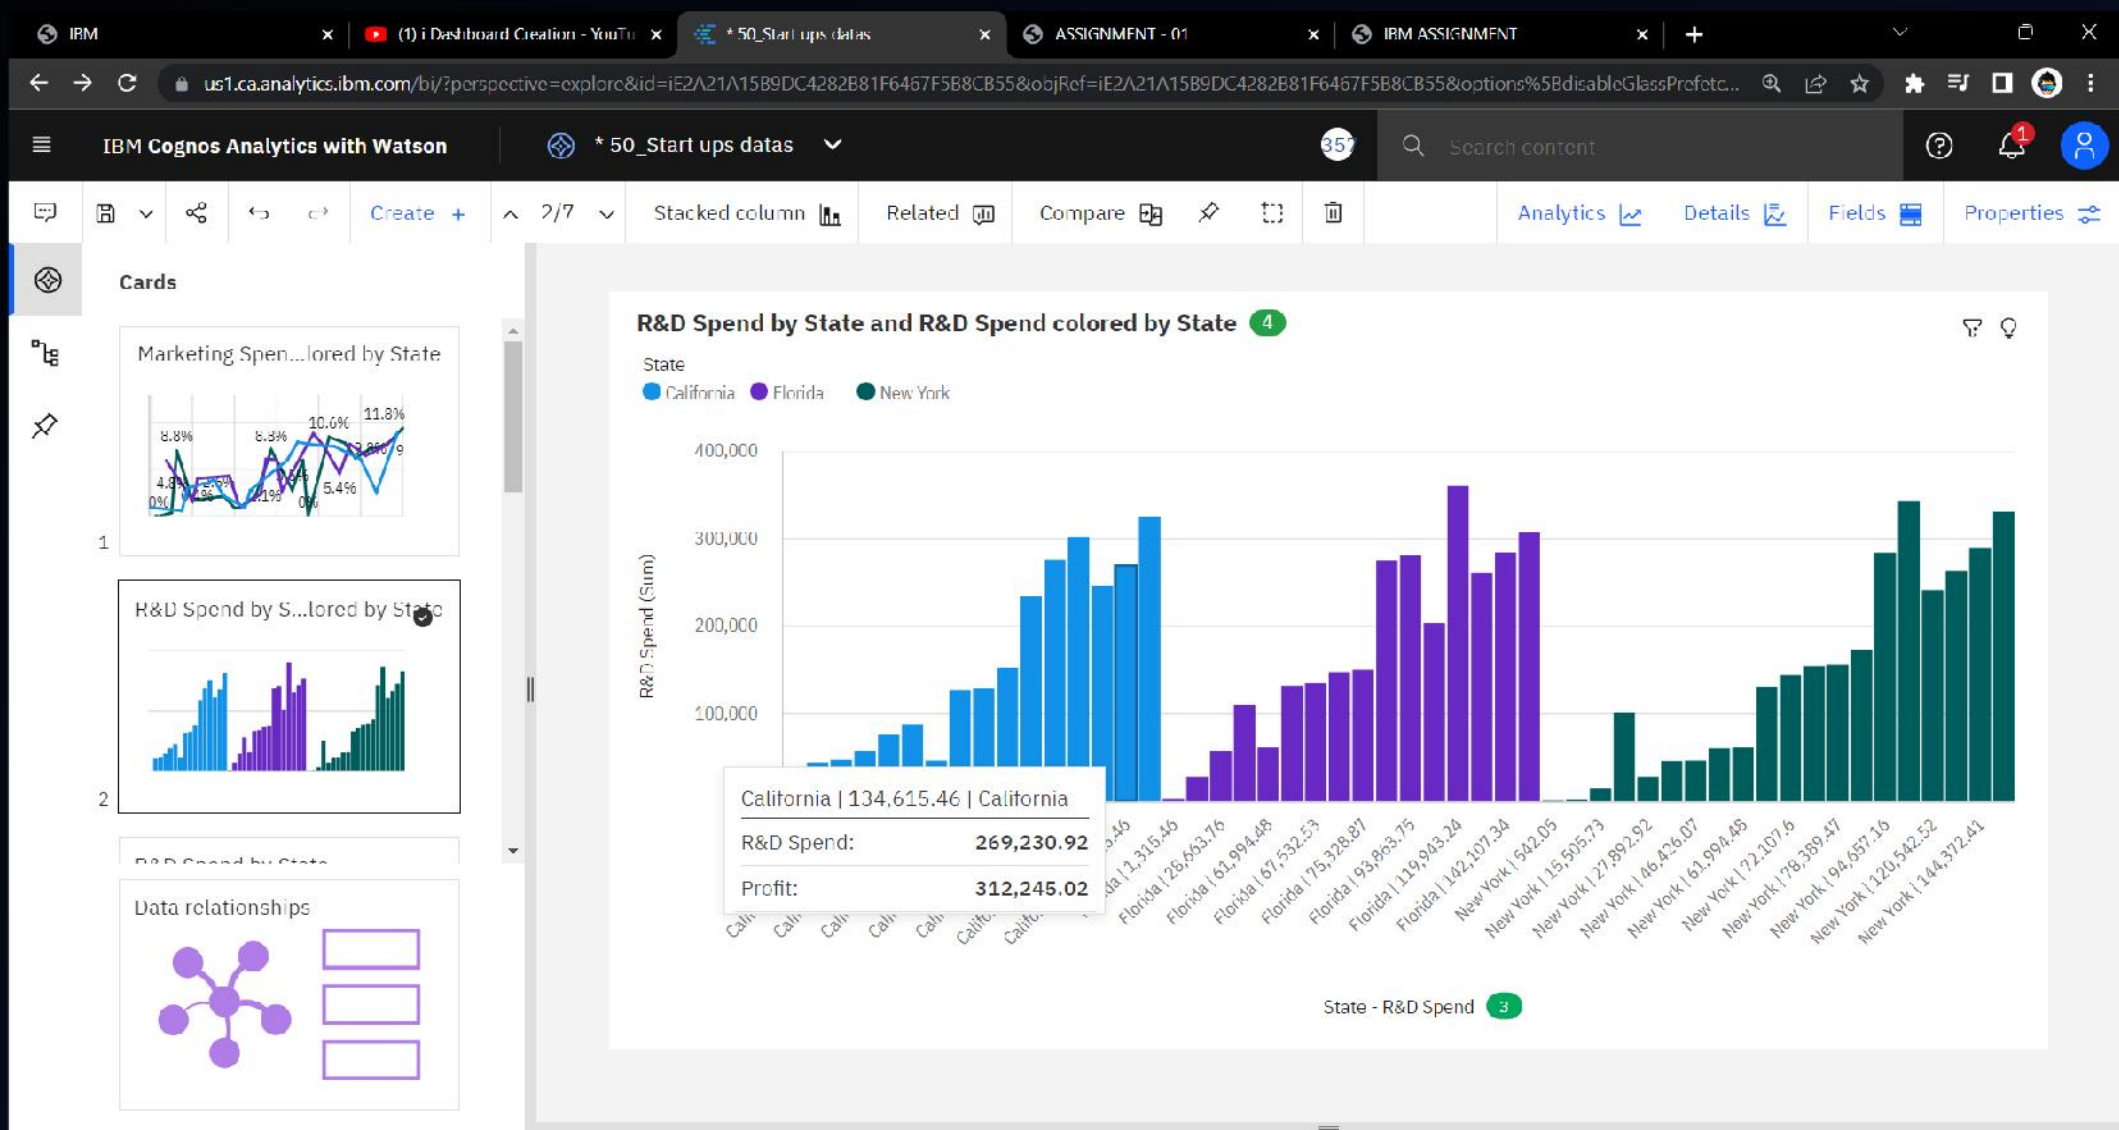 IBM
(1) i Dashboard Creation - YouTu
* 50_Start ups datas
ASSIGNMENT - 01
IBM ASSIGNMENT
us1.ca.analytics.ibm.com/bi/?perspective=explore&id=iE2A21A15B9DC4282B81F6467F5B8CB55&objRef=iE2A21A15B9DC4282B81F6467F5B8CB55&options%5BdisableGlassPrefetc...
IBM Cognos Analytics with Watson
* 50_Start ups datas
357
Search content
1
Create +
2/7
Stacked column
Related
Compare
Analytics
Details
Fields
Properties
Cards
Marketing Spen...lored by State
8.8%
8.3%
10.6%
11.8%
5.4%
0%
1
R&D Spend by S...lored by State
2
R&D Spend by State
Data relationships
R&D Spend by State and R&D Spend colored by State 4
State
California
Florida
New York
R&D Spend (Sum)
400,000
300,000
200,000
100,000
California | 134,615.46 | California
R&D Spend: 269,230.92
Profit: 312,245.02
Florida | 28,663.76
Florida | 61,994.48
Florida | 67,532.53
Florida | 75,328.87
Florida | 93,863.75
Florida | 119,943.24
Florida | 142,107.34
New York | 542.05
New York | 15,505.73
New York | 27,892.92
New York | 46,426.07
New York | 61,994.48
New York | 72,107.6
New York | 78,389.47
New York | 94,657.16
New York | 120,542.52
New York | 144,372.41
State - R&D Spend 3